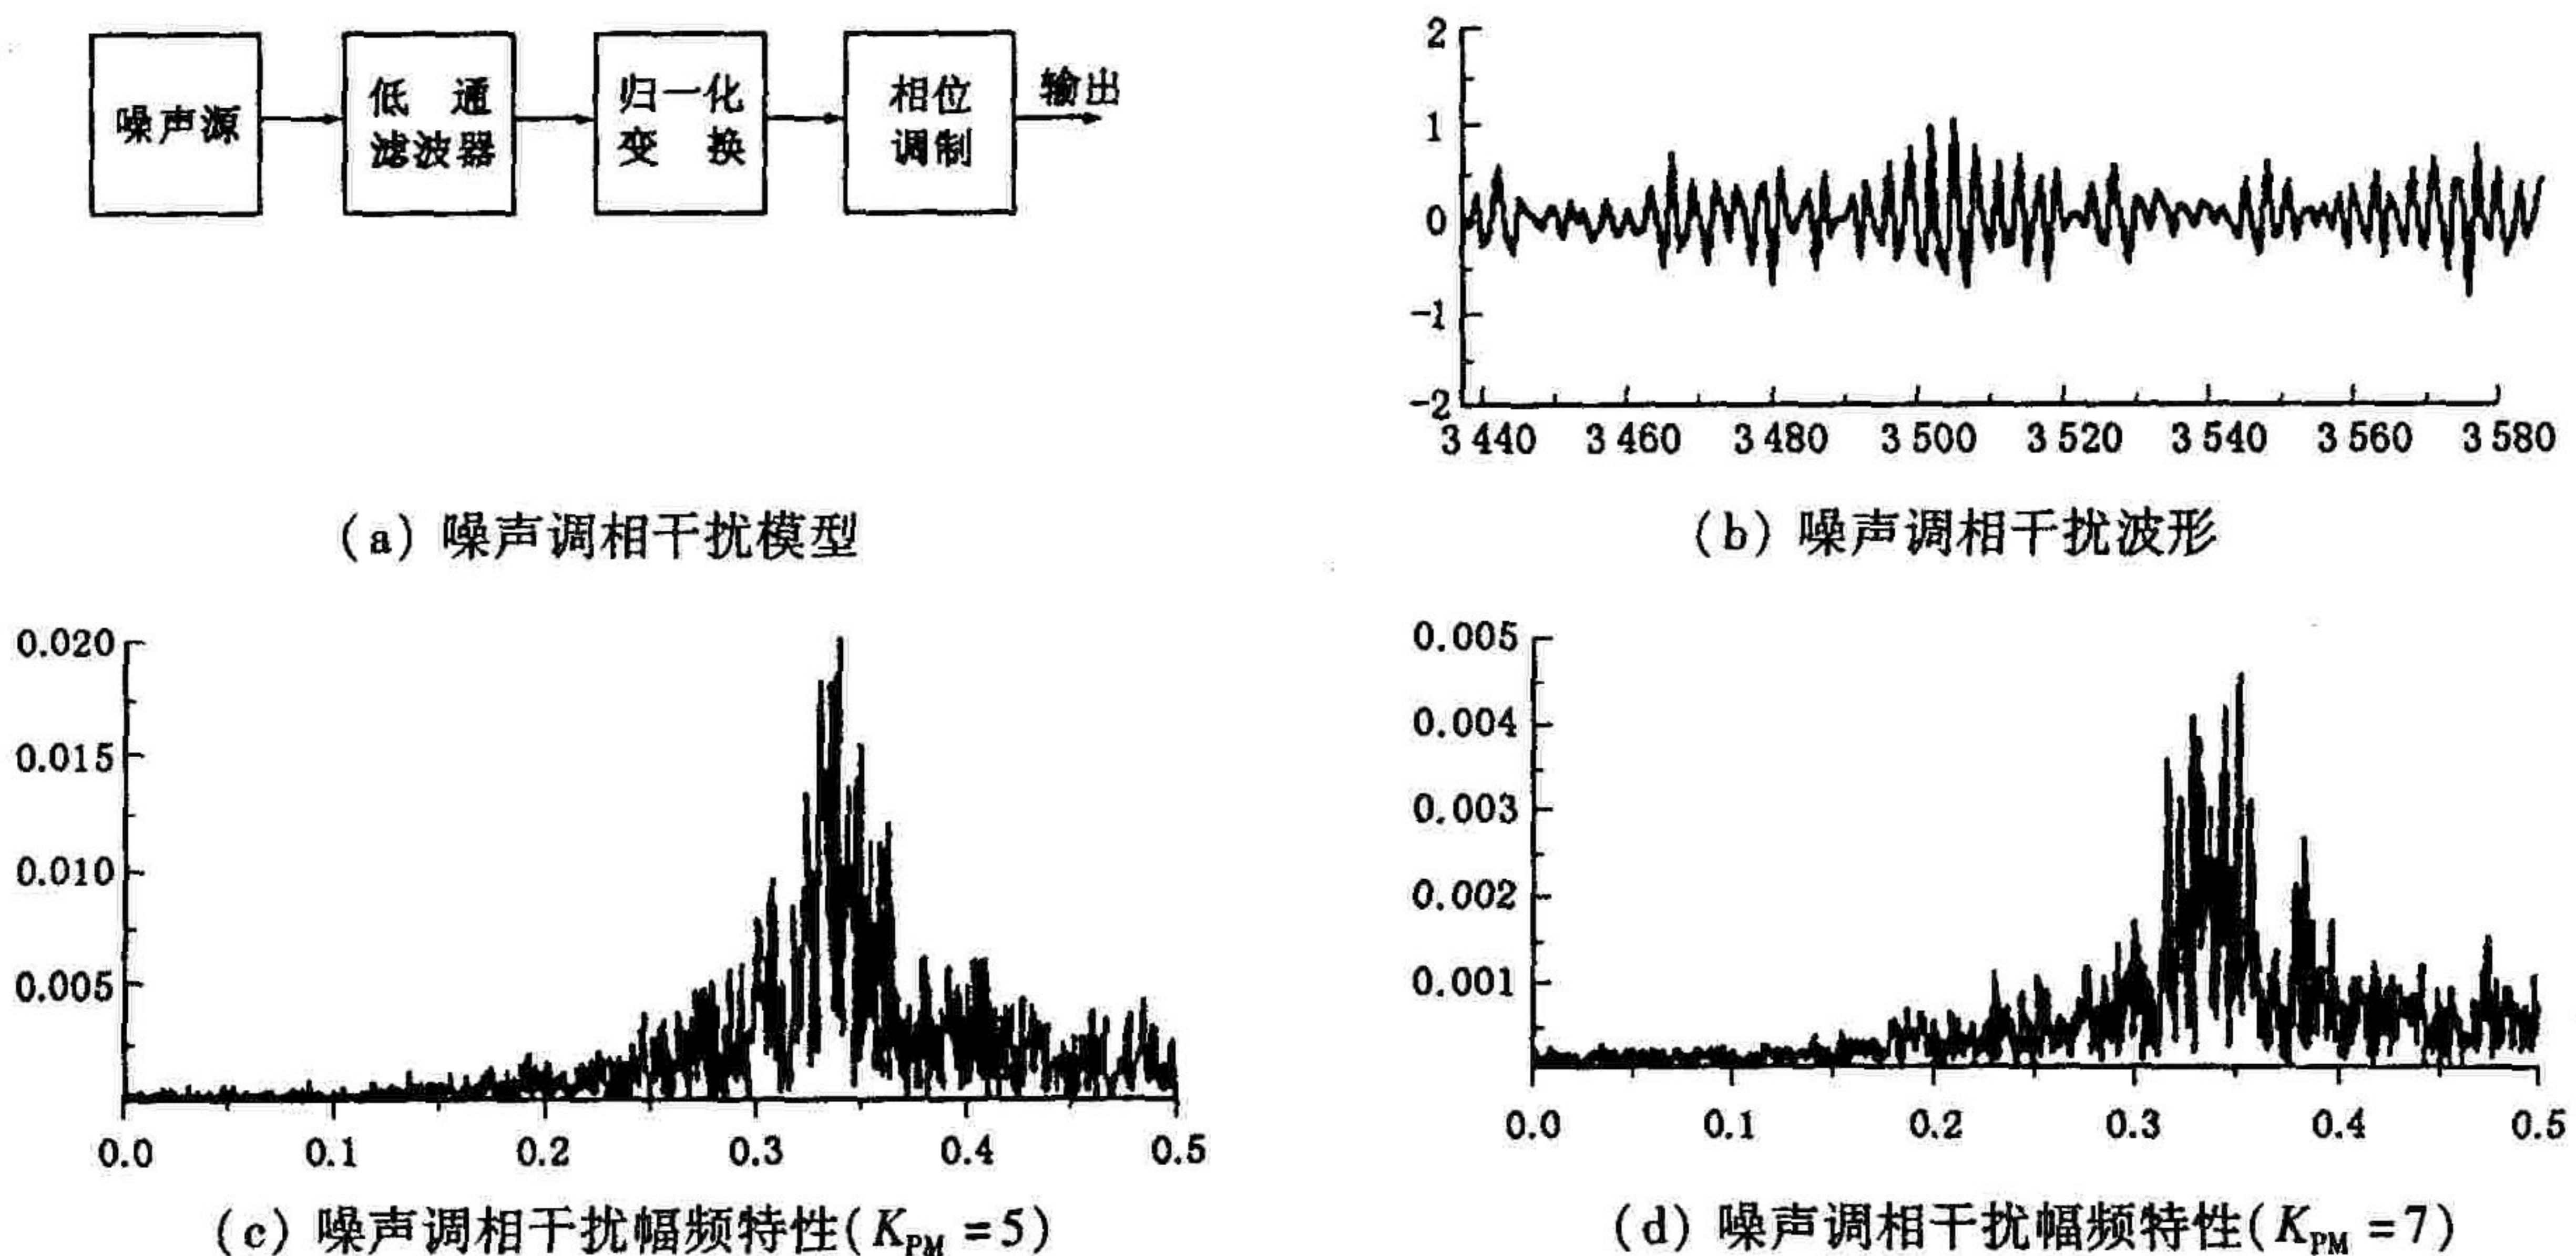 噪声源
低 通
滤波器
归一化
变 换
相位
调制
输出
(a) 噪声调相干扰模型
2
1
0
-1
-2
3 440 3 460 3 480 3 500 3 520 3 540 3 560 3 580
(b) 噪声调相干扰波形
0.020
0.015
0.010
0.005
0.0 0.1 0.2 0.3 0.4 0.5
(c) 噪声调相干扰幅频特性(K_PM =5)
0.005
0.004
0.003
0.002
0.001
0.0 0.1 0.2 0.3 0.4 0.5
(d) 噪声调相干扰幅频特性(K_PM =7)